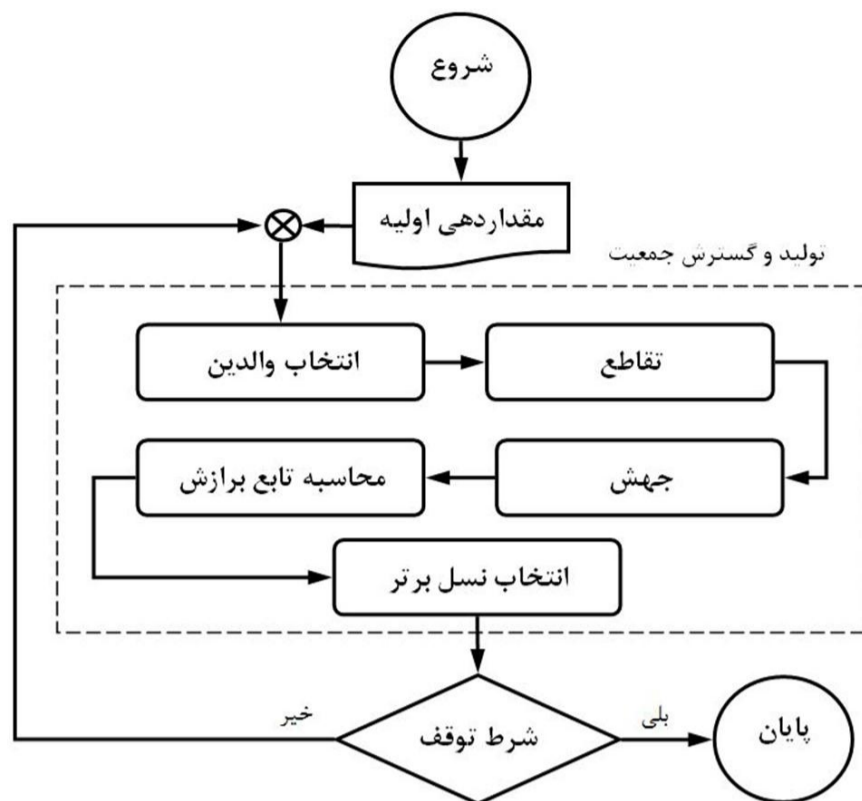 شروع
مقداردهی اولیه
تولید و گسترش جمعیت
انتخاب والدین
تقاطع
جهش
محاسبه تابع برازش
انتخاب نسل برتر
شرط توقف
خیر
بلی
پایان